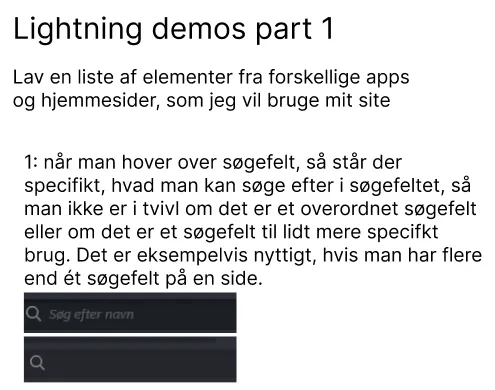 Lightning demos part 1
Lav en liste af elementer fra forskellige apps
og hjemmesider, som jeg vil bruge mit site
1: når man hover over søgefelt, så står der
specifikt, hvad man kan søge efter i søgefeltet, så
man ikke er i tvivl om det er et overordnet søgefelt
eller om det er et søgefelt til lidt mere specifkt
brug. Det er eksempelvis nyttigt, hvis man har flere
end ét søgefelt på en side.
Søg efter navn